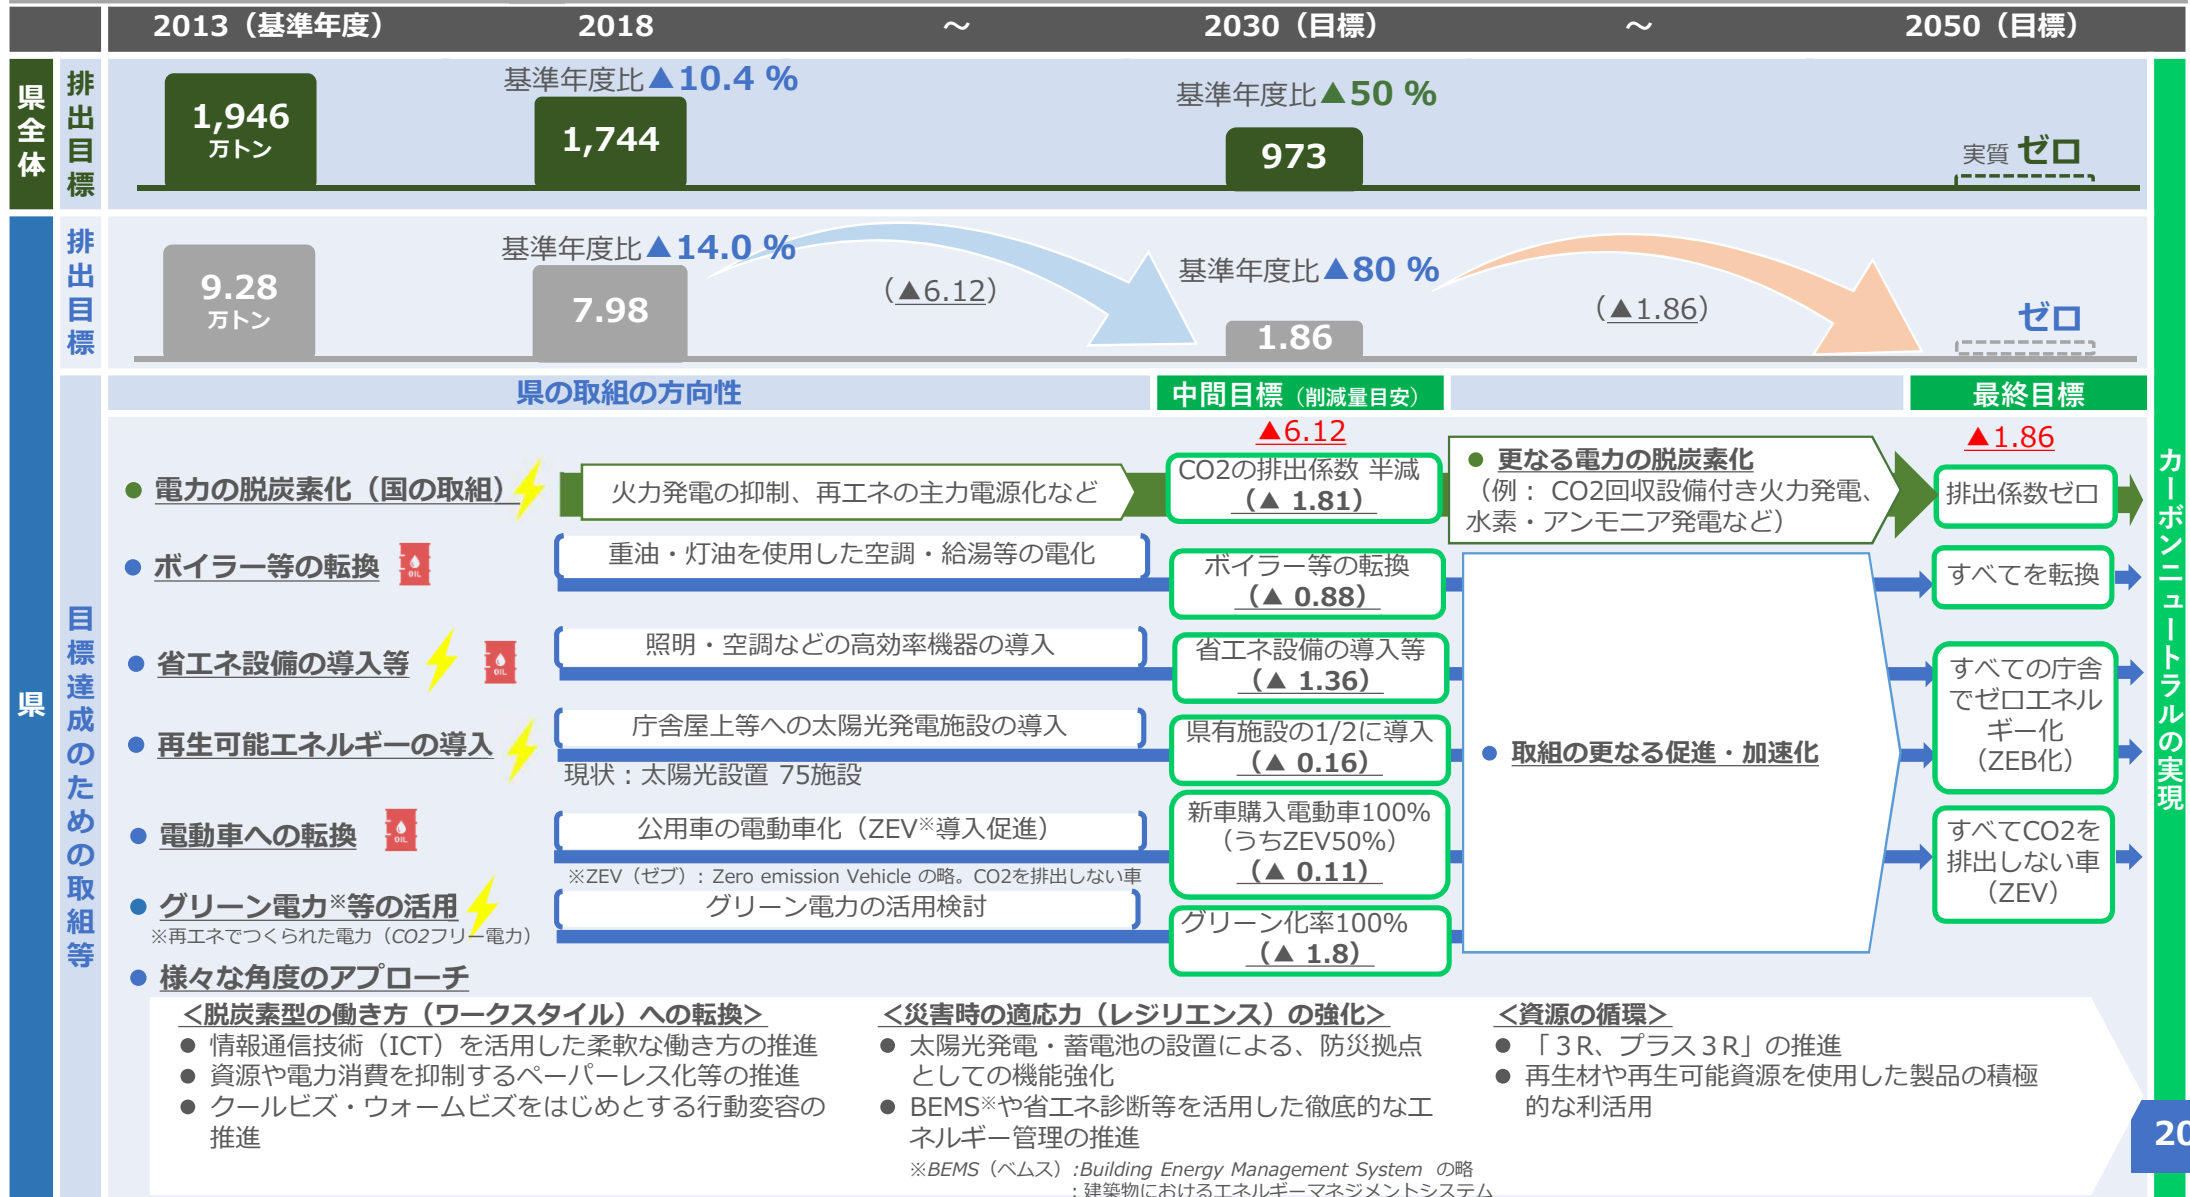 2013（基準年度） 2018 ～ 2030（目標） ～ 2050（目標）
県全体
排出目標
1,946
万トン
基準年度比▲10.4 %
1,744
基準年度比▲50 %
973
実質 ゼロ
県
排出目標
9.28
万トン
基準年度比▲14.0 %
7.98
（▲6.12）
基準年度比▲80 %
1.86
（▲1.86）
ゼロ
目標達成のための取組等
県の取組の方向性
中間目標（削減量目安）
最終目標
▲6.12
▲1.86
● 電力の脱炭素化（国の取組）
火力発電の抑制、再エネの主力電源化など
CO2の排出係数 半減
（▲ 1.81）
● 更なる電力の脱炭素化
（例： CO2回収設備付き火力発電、
水素・アンモニア発電など）
排出係数ゼロ
● ボイラー等の転換
OIL
重油・灯油を使用した空調・給湯等の電化
ボイラー等の転換
（▲ 0.88）
すべてを転換
● 省エネ設備の導入等
OIL
照明・空調などの高効率機器の導入
省エネ設備の導入等
（▲ 1.36）
● 再生可能エネルギーの導入
庁舎屋上等への太陽光発電施設の導入
現状：太陽光設置 75施設
県有施設の1/2に導入
（▲ 0.16）
● 取組の更なる促進・加速化
すべての庁舎
でゼロエネル
ギー化
（ZEB化）
● 電動車への転換
OIL
公用車の電動車化（ZEV※導入促進）
※ZEV（ゼブ）: Zero emission Vehicle の略。CO2を排出しない車
新車購入電動車100%
（うちZEV50%）
（▲ 0.11）
すべてCO2を
排出しない車
（ZEV）
● グリーン電力※等の活用
※再エネでつくられた電力（CO2フリー電力）
グリーン電力の活用検討
グリーン化率100%
（▲ 1.8）
● 様々な角度のアプローチ
＜脱炭素型の働き方（ワークスタイル）への転換＞
● 情報通信技術（ICT）を活用した柔軟な働き方の推進
● 資源や電力消費を抑制するペーパーレス化等の推進
● クールビズ・ウォームビズをはじめとする行動変容の
推進
＜災害時の適応力（レジリエンス）の強化＞
● 太陽光発電・蓄電池の設置による、防災拠点
としての機能強化
● BEMS※や省エネ診断等を活用した徹底的なエ
ネルギー管理の推進
※BEMS（ベムス）:Building Energy Management System の略
: 建築物におけるエネルギーマネジメントシステム
＜資源の循環＞
● 「３R、プラス３R」の推進
● 再生材や再生可能資源を使用した製品の積極
的な利活用
カーボンニュートラルの実現
20